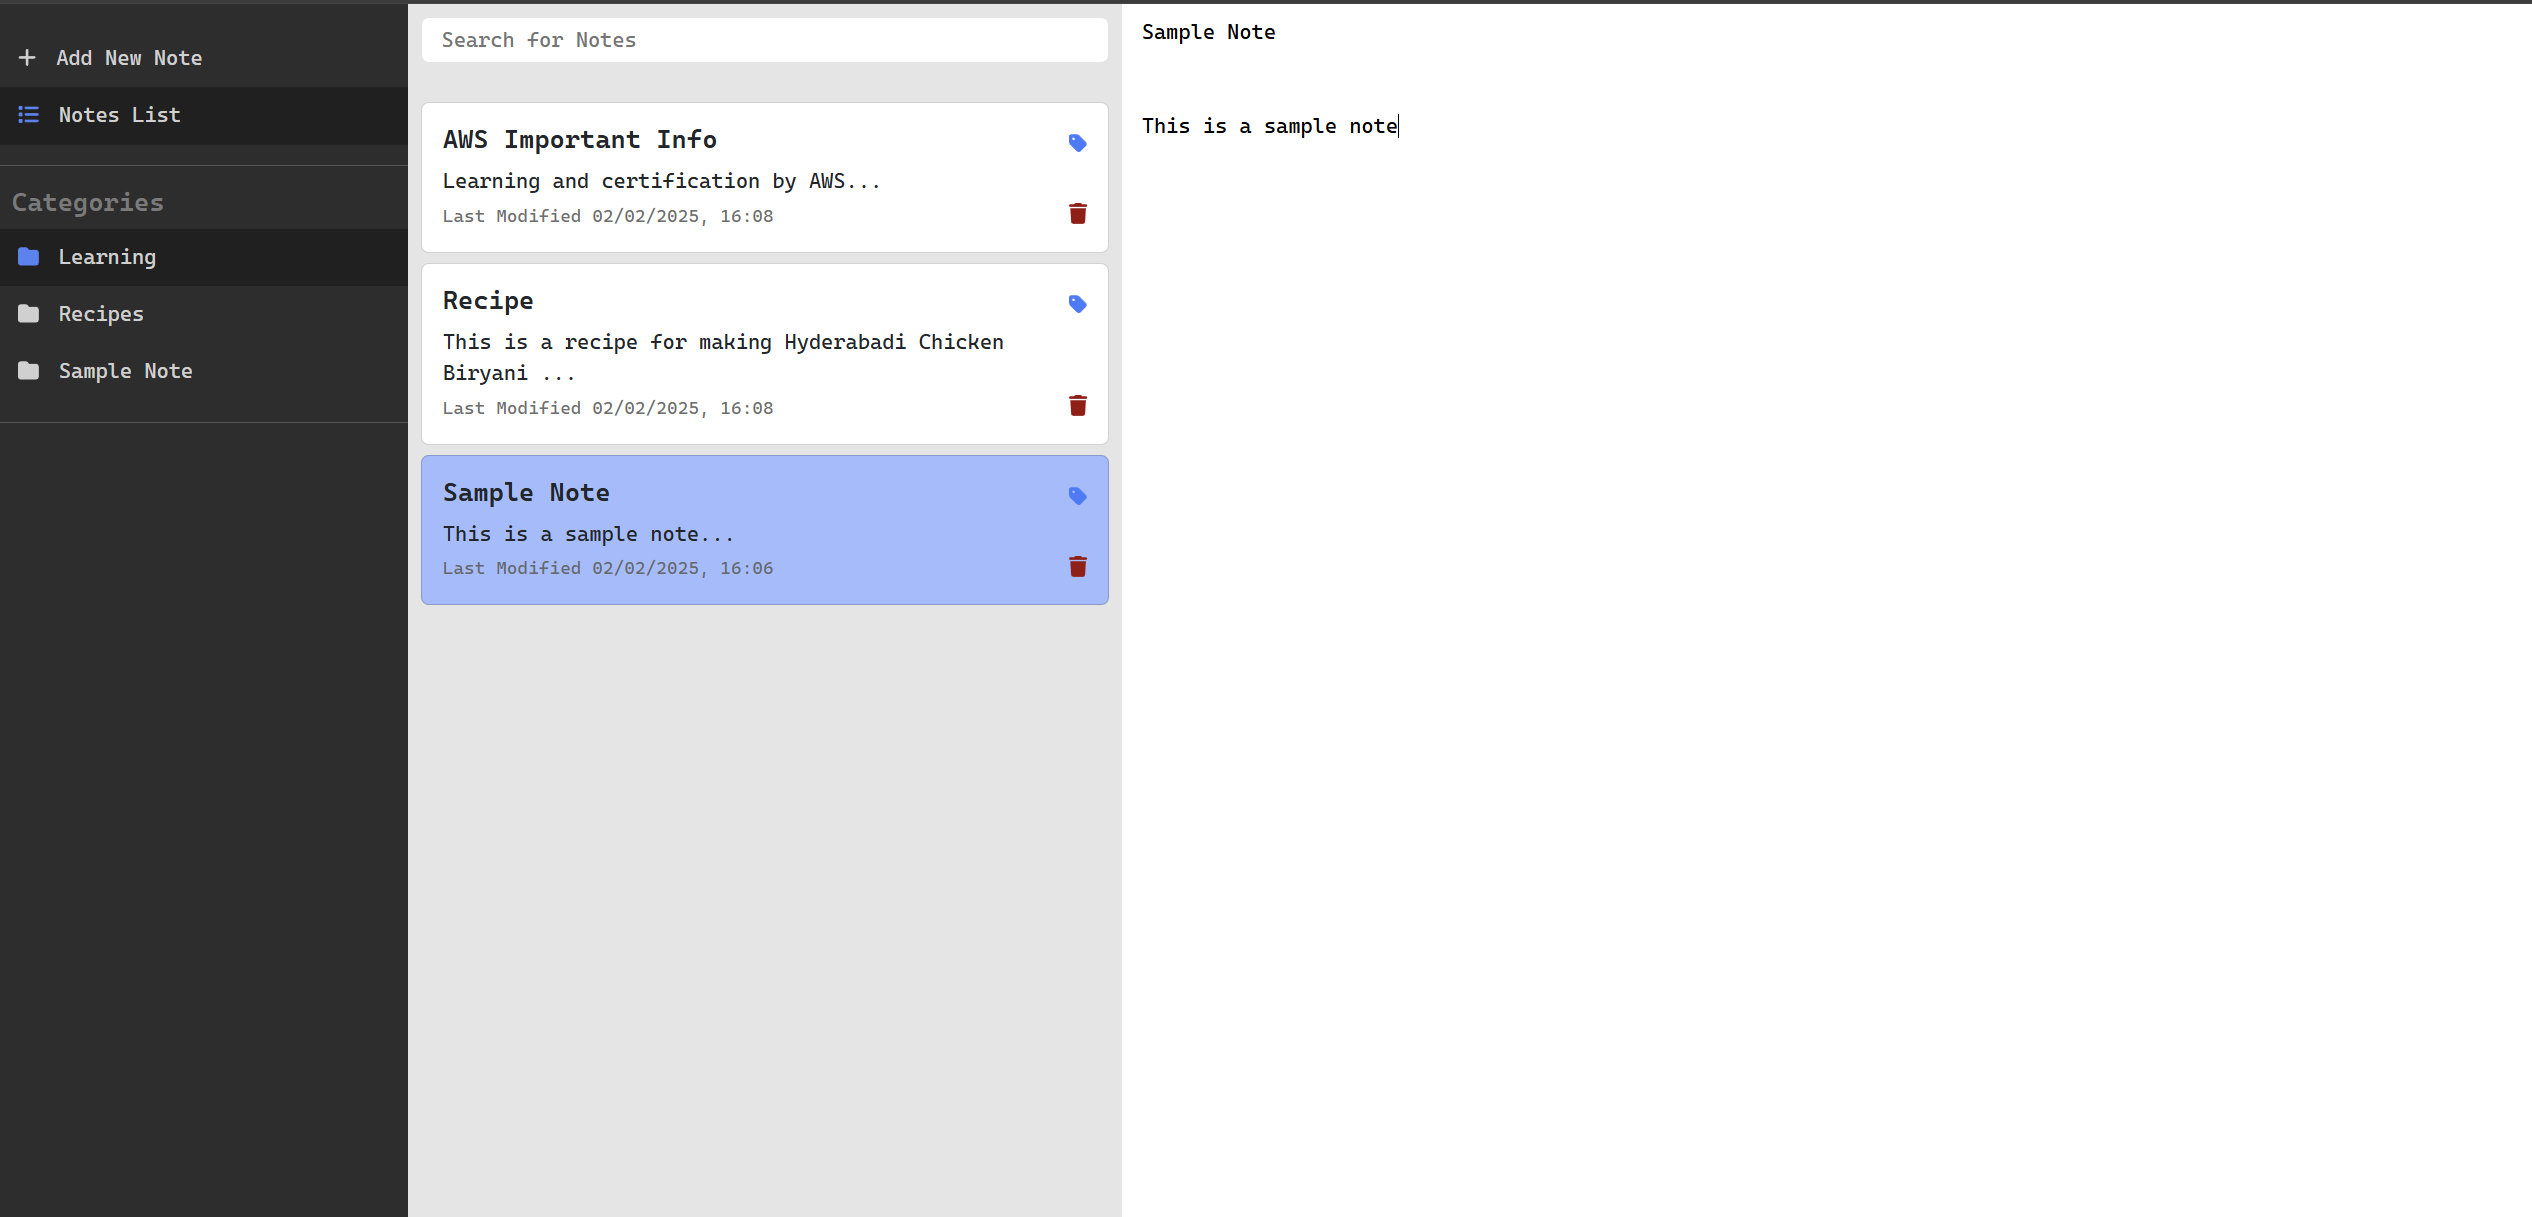 Add New Note
Notes List
Categories
Learning
Recipes
Sample Note
Search for Notes
AWS Important Info
Learning and certification by AWS...
Last Modified 02/02/2025, 16:08
Recipe
This is a recipe for making Hyderabadi Chicken
Biryani ...
Last Modified 02/02/2025, 16:08
Sample Note
This is a sample note...
Last Modified 02/02/2025, 16:06
Sample Note
This is a sample note